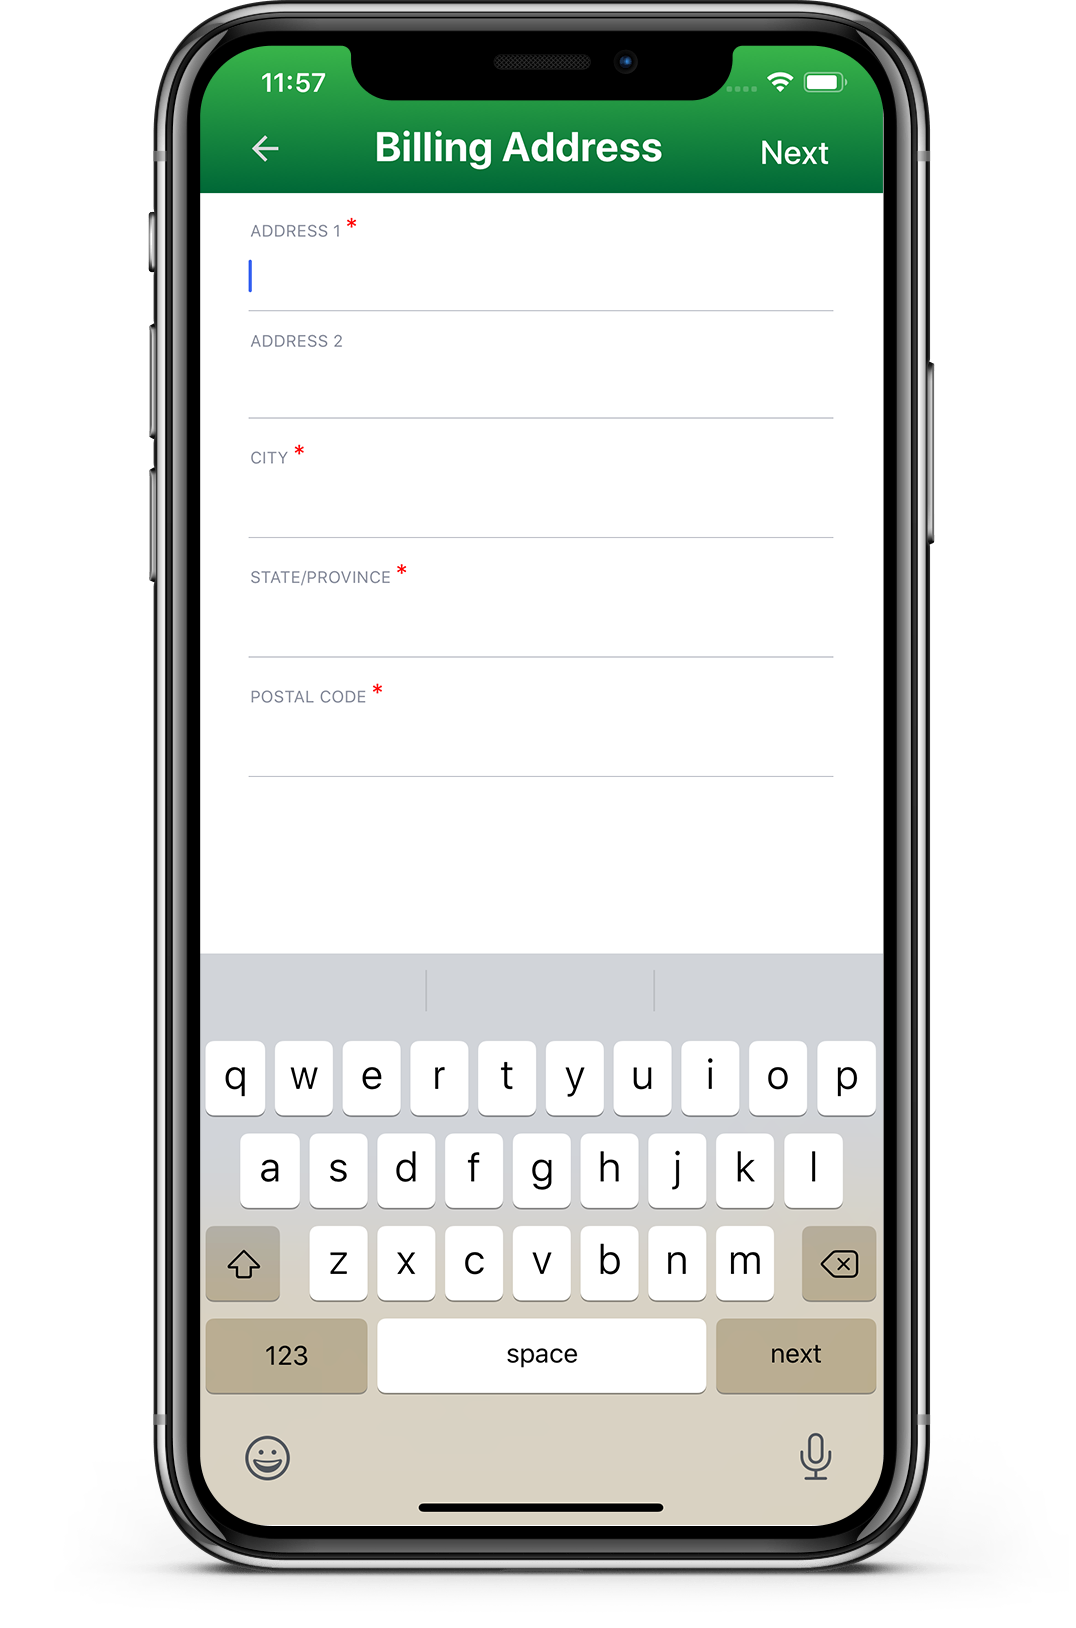 11:57
Billing Address
Next
ADDRESS 1 *
ADDRESS 2
CITY *
STATE/PROVINCE *
POSTAL CODE *
q w e r t y u i o p
a s d f g h j k l
z x c v b n m
123 space next